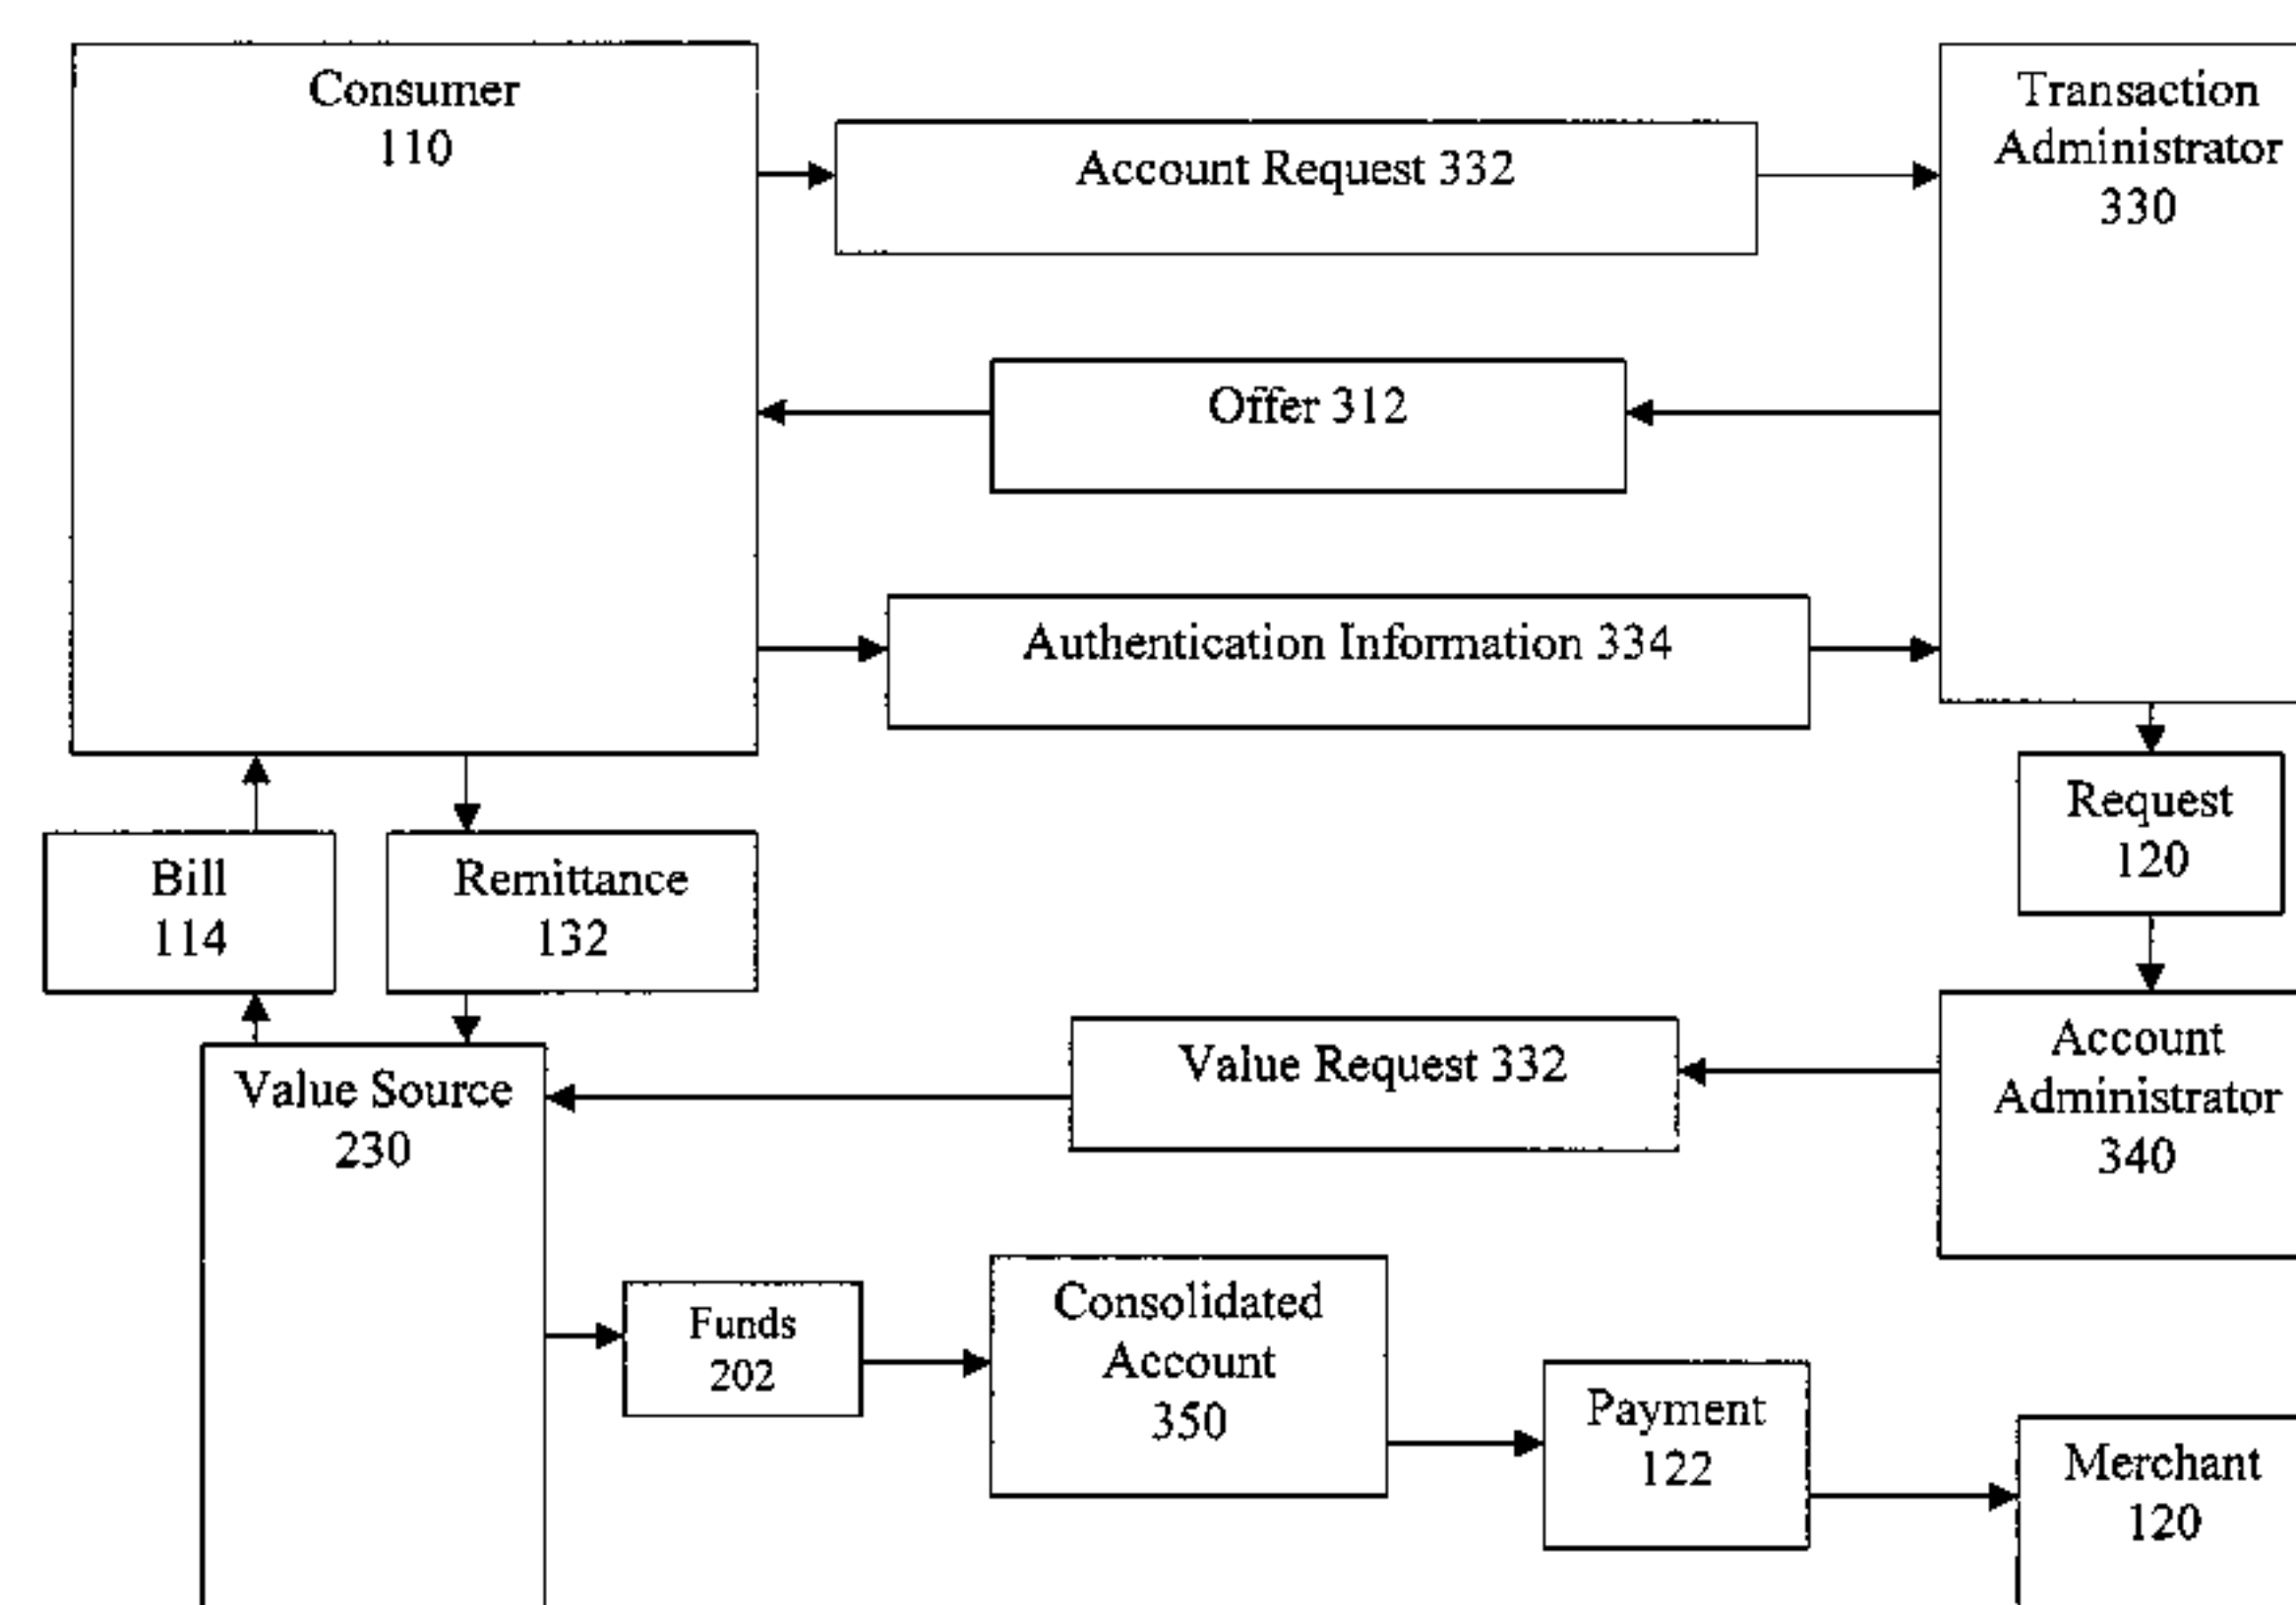 Consumer
110
Transaction
Administrator
330
Account Request 332
Offer 312
Authentication Information 334
Request
120
Bill
114
Remittance
132
Value Source
230
Value Request 332
Account
Administrator
340
Funds
202
Consolidated
Account
350
Payment
122
Merchant
120